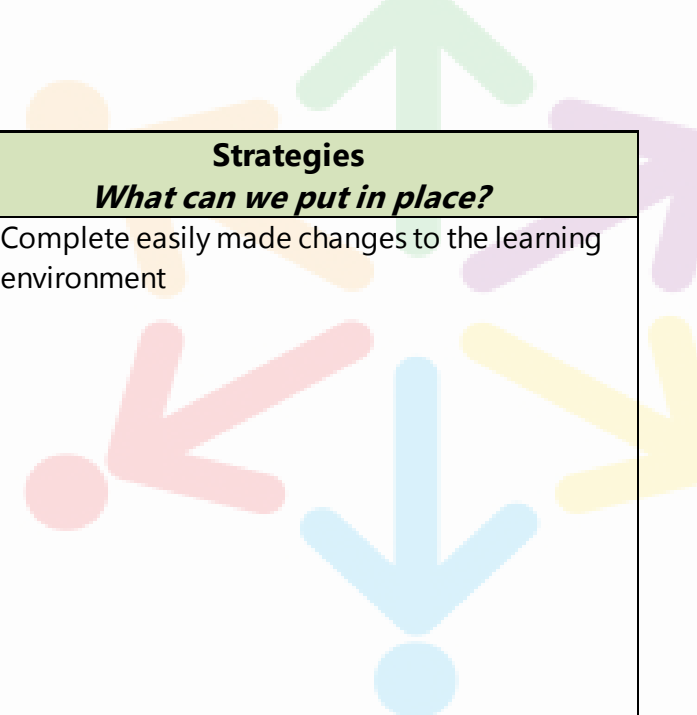 Strategies
What can we put in place?
Complete easily made changes to the learning
environment